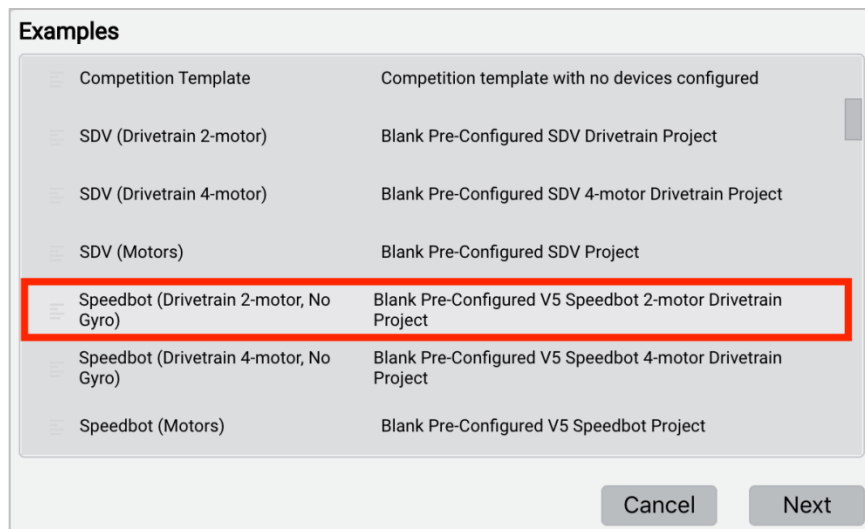 Examples
Competition Template Competition template with no devices configured
SDV (Drivetrain 2-motor) Blank Pre-Configured SDV Drivetrain Project
SDV (Drivetrain 4-motor) Blank Pre-Configured SDV 4-motor Drivetrain Project
SDV (Motors) Blank Pre-Configured SDV Project
Speedbot (Drivetrain 2-motor, No Blank Pre-Configured V5 Speedbot 2-motor Drivetrain
Gyro) Project
Speedbot (Drivetrain 4-motor, No Blank Pre-Configured V5 Speedbot 4-motor Drivetrain
Gyro) Project
Speedbot (Motors) Blank Pre-Configured V5 Speedbot Project
Cancel Next